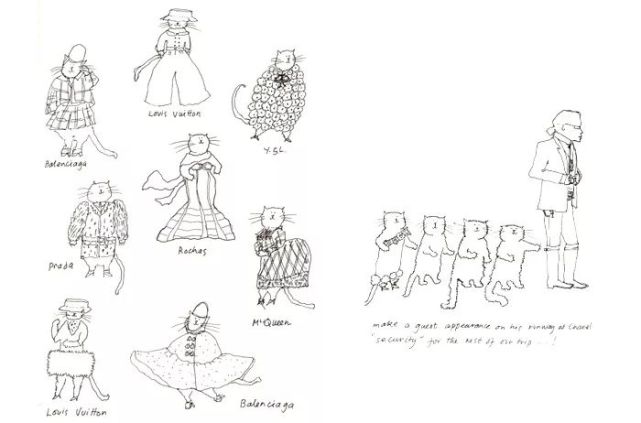 Louis Vuitton
Balenciaga
Y.S.L.
Prada
Rochas
McQueen
Louis Vuitton
Balenciaga
make a guest appearance on his runway at Chanel
"security" for the rest of our trip ...!